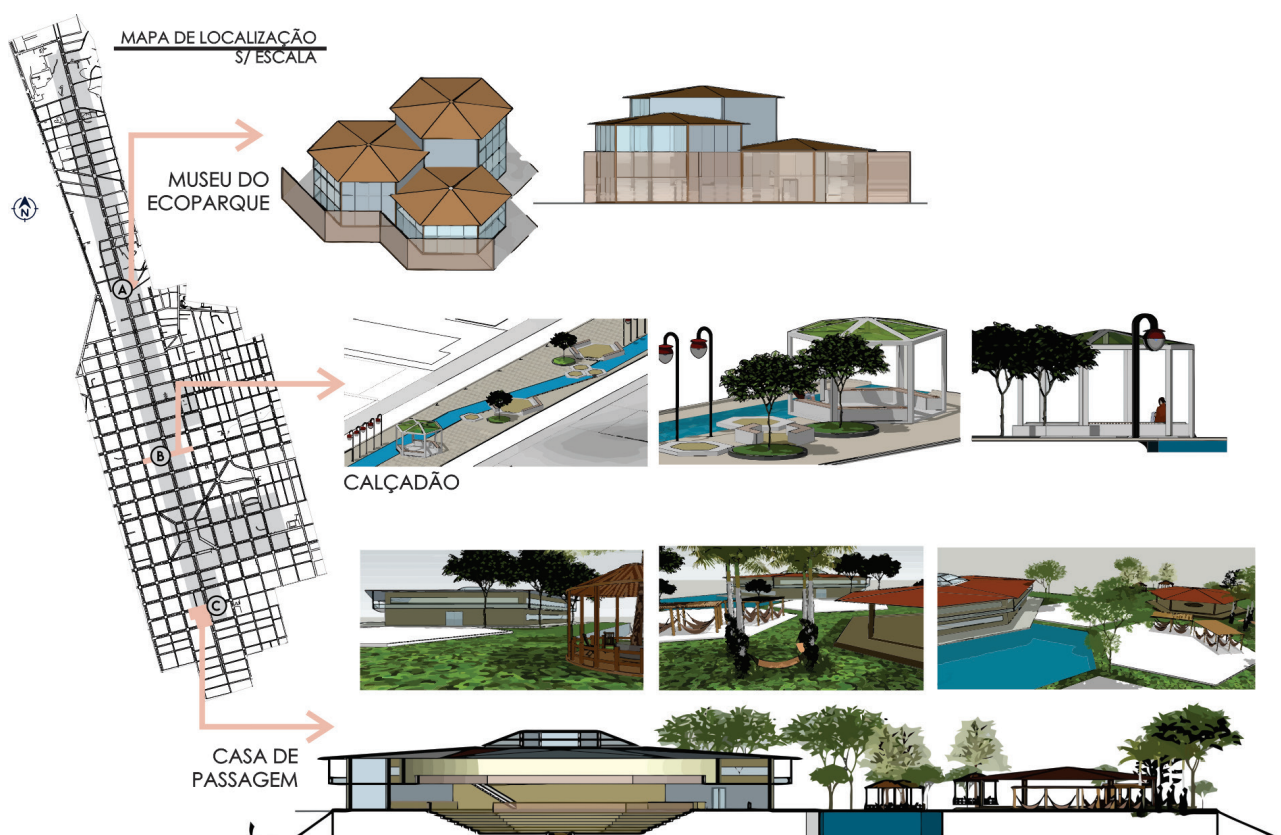 MAPA DE LOCALIZAÇÃO
S/ ESCALA
MUSEU DO
ECOPARQUE
N
A
B
CALÇADÃO
C
CASA DE
PASSAGEM